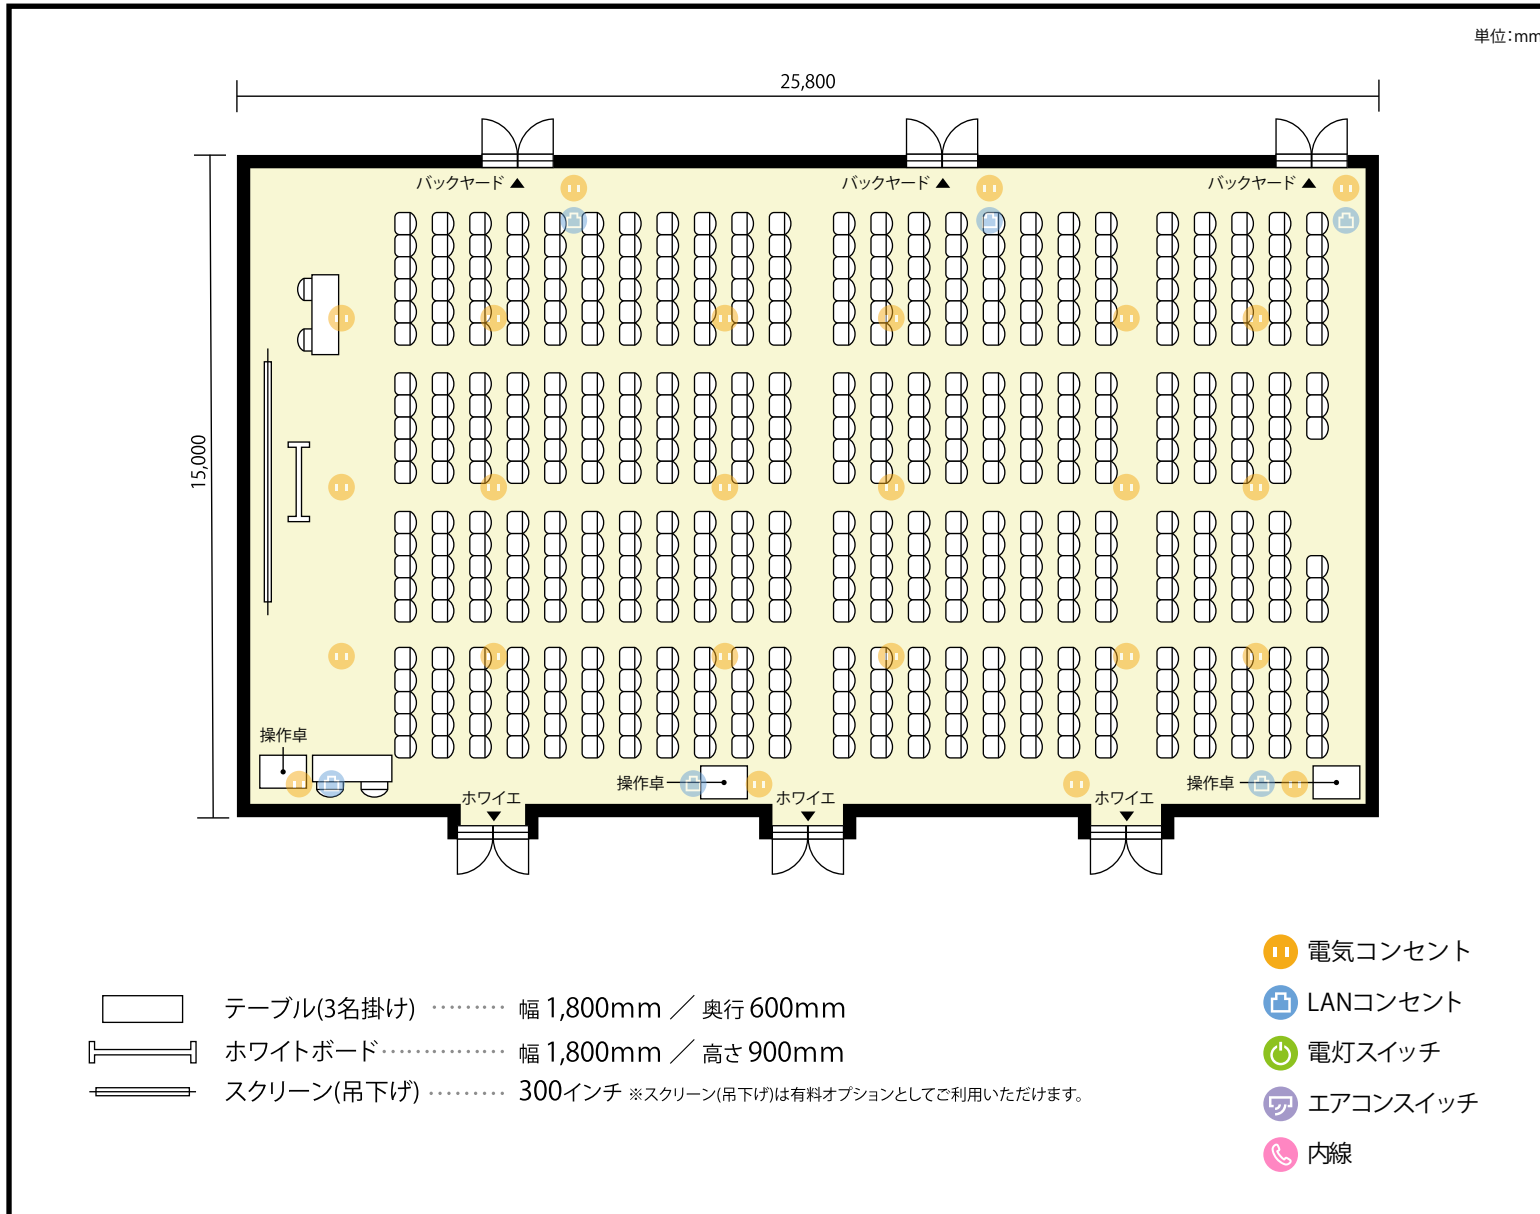 単位:mm
25,800
バックヤード▲
バックヤード▲
バックヤード▲
15,000
操作卓
操作卓
操作卓
ホワイエ
▼
ホワイエ
▼
ホワイエ
▼
電気コンセント
LANコンセント
電灯スイッチ
エアコンスイッチ
内線
テーブル(3名掛け) ········· 幅 1,800mm ／ 奥行 600mm
ホワイトボード··············· 幅 1,800mm ／ 高さ 900mm
スクリーン(吊下げ) ········· 300インチ ※スクリーン(吊下げ)は有料オプションとしてご利用いただけます。